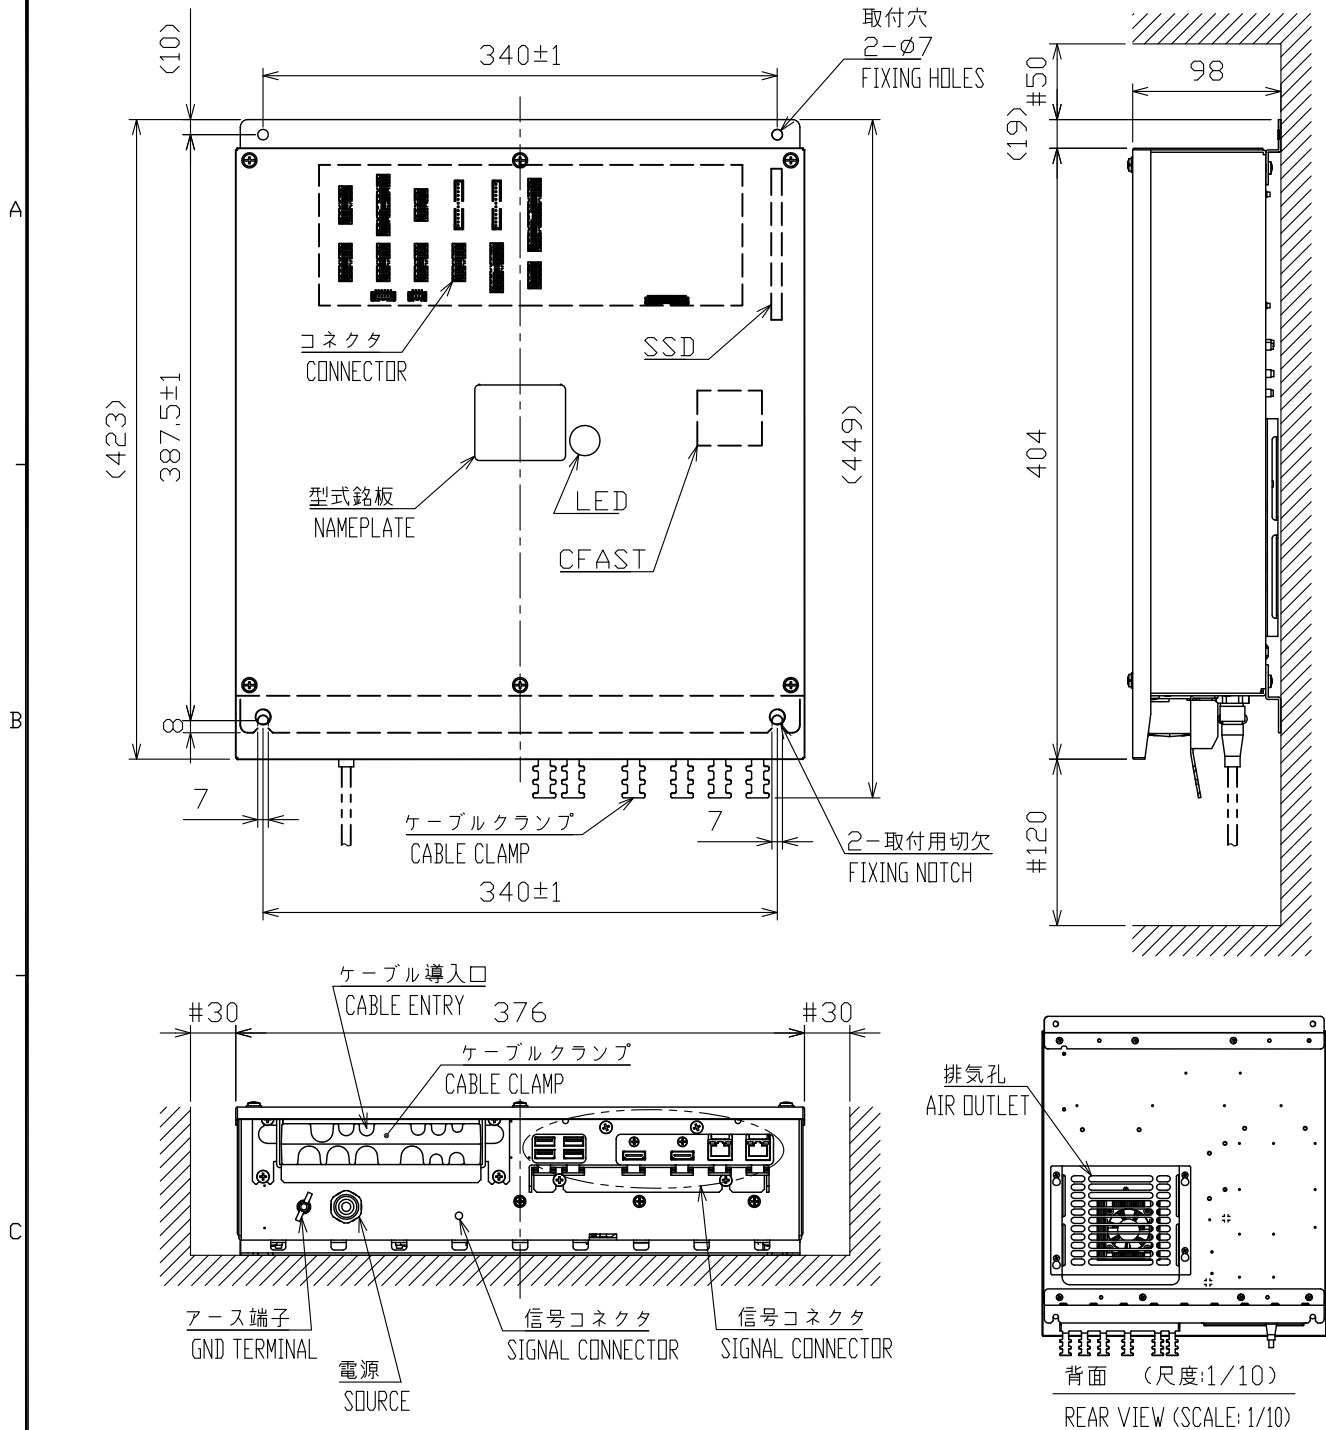 取付穴
2-Ø7
FIXING HOLES
(10)
340±1
#50
98
(19)
A
コネクタ
CONNECTOR
SSD
(423)
387.5±1
(449)
404
型式銘板
NAMEPLATE
LED
CFAST
B
8
7
ケーブルクランプ
CABLE CLAMP
7
2-取付用切欠
FIXING NOTCH
#120
340±1
ケーブル導入口
CABLE ENTRY
#30
376
#30
ケーブルクランプ
CABLE CLAMP
排気孔
AIR OUTLET
C
アース端子
GND TERMINAL
電源
SOURCE
信号コネクタ
SIGNAL CONNECTOR
信号コネクタ
SIGNAL CONNECTOR
背面 (尺度:1/10)
REAR VIEW (SCALE: 1/10)